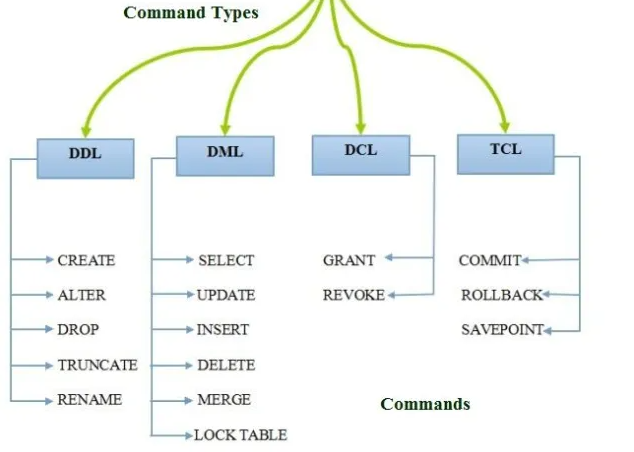 Command Types
DDL
DML
DCL
TCL
CREATE
ALTER
DROP
TRUNCATE
RENAME
SELECT
UPDATE
INSERT
DELETE
MERGE
LOCK TABLE
GRANT
REVOKE
COMMIT
ROLLBACK
SAVEPOINT
Commands